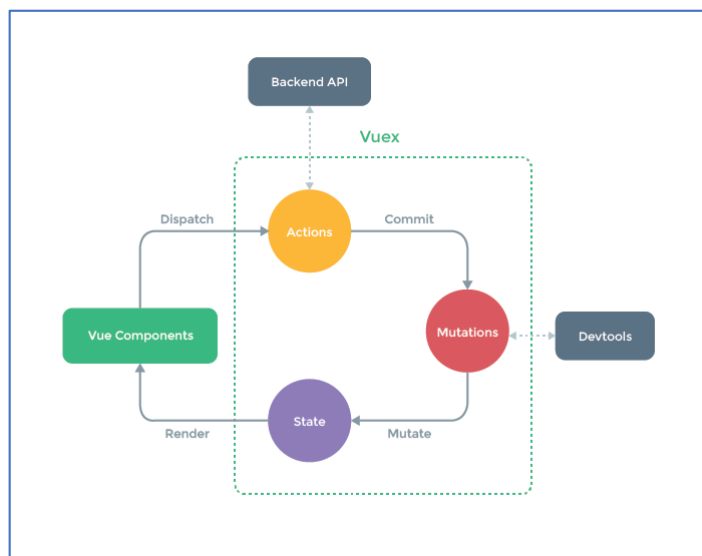 Backend API
Vuex
Dispatch
Commit
Actions
Vue Components
Mutations
Devtools
State
Render
Mutate